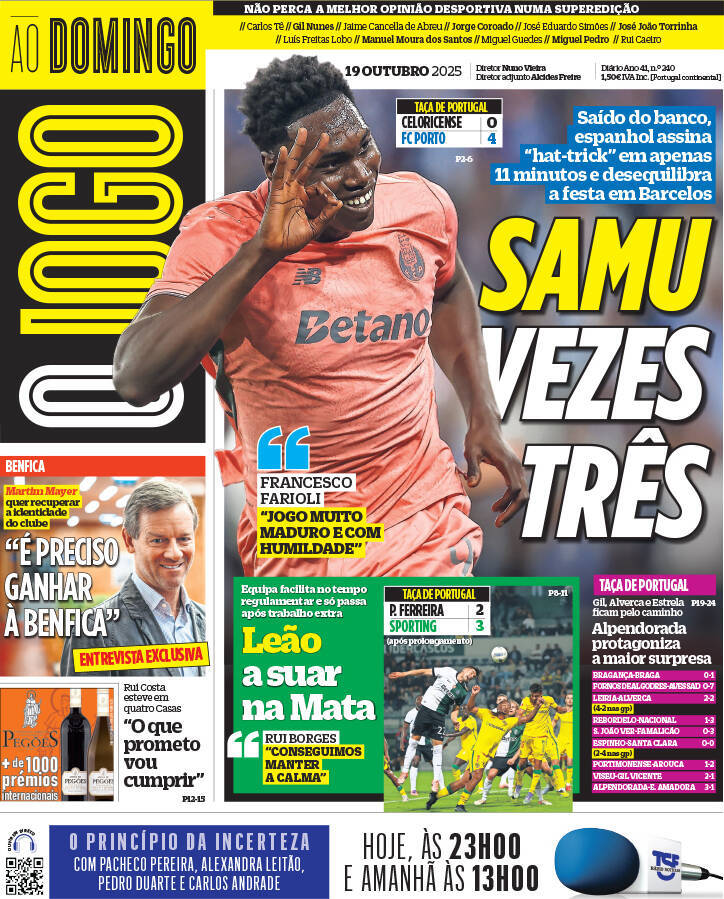 NÃO PERCA A MELHOR OPINIÃO DESPORTIVA NUMA SUPEREDIÇÃO
// Carlos Tê // Gil Nunes // Jaime Cancella de Abreu // Jorge Coroado // José Eduardo Simões // José João Torrinha
// Luís Freitas Lobo // Manuel Moura dos Santos // Miguel Guedes // Miguel Pedro // Rui Caeiro
AO DOMINGO
O JOGO
19 OUTUBRO 2025
Diretor Nuno Vieira
Diretor adjunto Alcides Freire
Diário Ano 41, n.º 240
1,50€ IVA Inc. [Portugal continental]
TAÇA DE PORTUGAL
CELORICENSE 0
FC PORTO 4
P2-6
Saído do banco,
espanhol assina
“hat-trick” em apenas
11 minutos e desequilibra
a festa em Barcelos
SAMU
VEZES
TRÊS
new balance
Betano
FRANCESCO
FARIOLI
“JOGO MUITO
MADURO E COM
HUMILDADE”
BENFICA
Martim Mayer
quer recuperar
a identidade
do clube
“É PRECISO
GANHAR
À BENFICA”
ENTREVISTA EXCLUSIVA
PEGÕES
+ de 1000
prémios
internacionais
Rui Costa
esteve em
quatro Casas
“O que
prometo
vou
cumprir”
P12-15
Equipa facilita no tempo
regulamentar e só passa
após trabalho extra
Leão
a suar
na Mata
RUI BORGES
“CONSEGUIMOS
MANTER
A CALMA”
TAÇA DE PORTUGAL
P. FERREIRA 2
SPORTING 3
(após prolongamento)
P8-11
TAÇA DE PORTUGAL
Gil, Alverca e Estrela
ficam pelo caminho
P19-24
Alpendorada
protagoniza
a maior surpresa
BRAGANÇA-BRAGA 0-1
FORNOS DE ALGODRES-AVES SAD 0-7
LEIRIA-ALVERCA 2-2
(4-2 nas gp)
REBORDELO-NACIONAL 1-3
S. JOÃO VER-FAMALICÃO 0-3
ESPINHO-SANTA CLARA 0-0
(2-4 nas gp)
PORTIMONENSE-AROUCA 1-2
VISEU-GIL VICENTE 2-1
ALPENDORADA-E. AMADORA 3-1
O PRINCÍPIO DA INCERTEZA
COM PACHECO PEREIRA, ALEXANDRA LEITÃO,
PEDRO DUARTE E CARLOS ANDRADE
HOJE, ÀS 23H00
E AMANHÃ ÀS 13H00
TSF
RÁDIO NOTÍCIAS